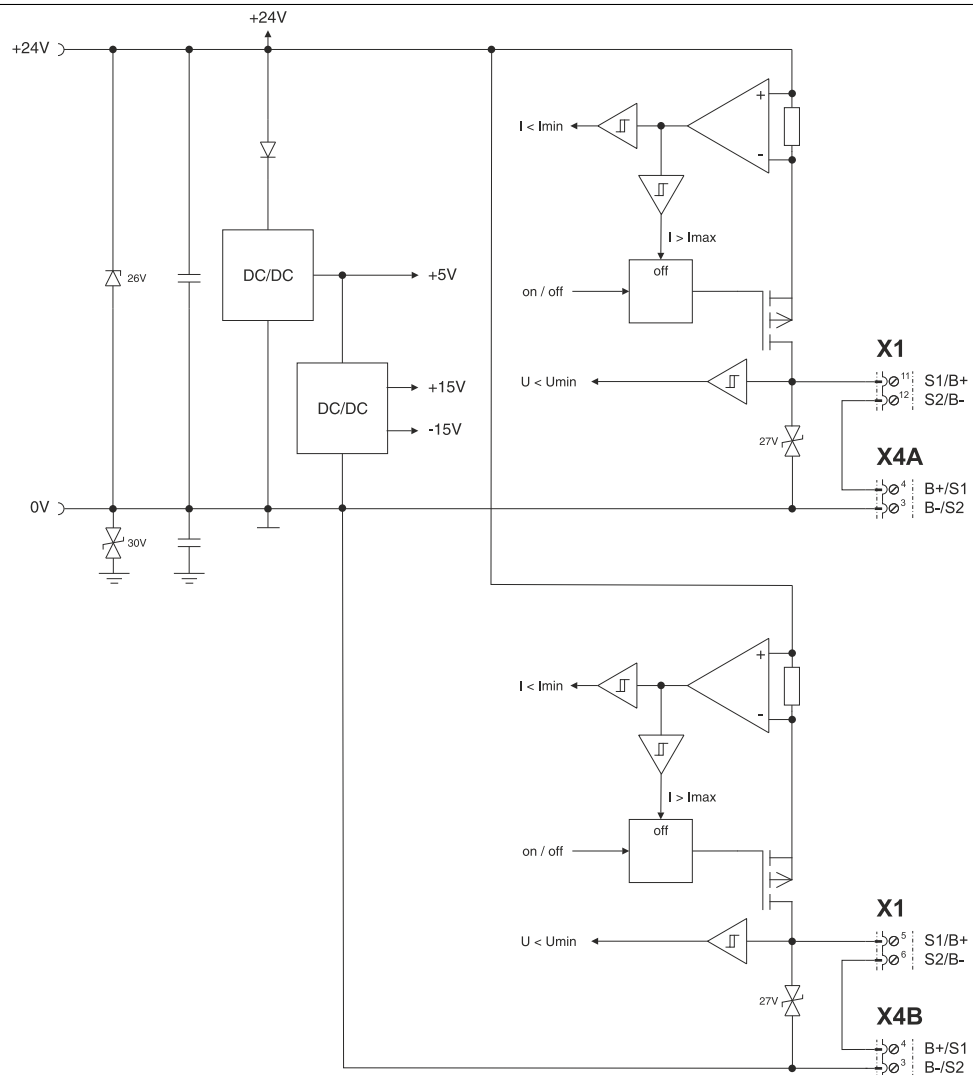 +24V
+24V
+
I < Imin
-
I > Imax
off
26V
DC/DC
+5V
on / off
X1
11 S1/B+
U < Umin
+15V
12 S2/B-
DC/DC
-15V
27V
X4A
4 B+/S1
0V
3 B-/S2
30V
+
I < Imin
-
I > Imax
off
on / off
X1
5 S1/B+
U < Umin
6 S2/B-
27V
X4B
4 B+/S1
3 B-/S2